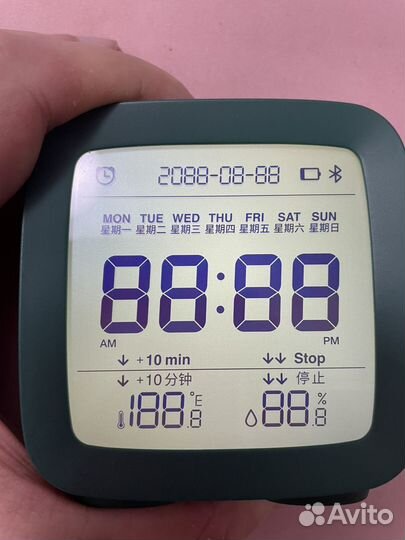 2088-08-88
MON TUE WED THU FRI SAT SUN
星期一 星期二 星期三 星期四 星期五 星期六 星期日
88:88
AM PM
↓ +10 min ↓↓ Stop
↓ +10分钟 ↓↓ 停止
188.8°E 88.8%
Avito